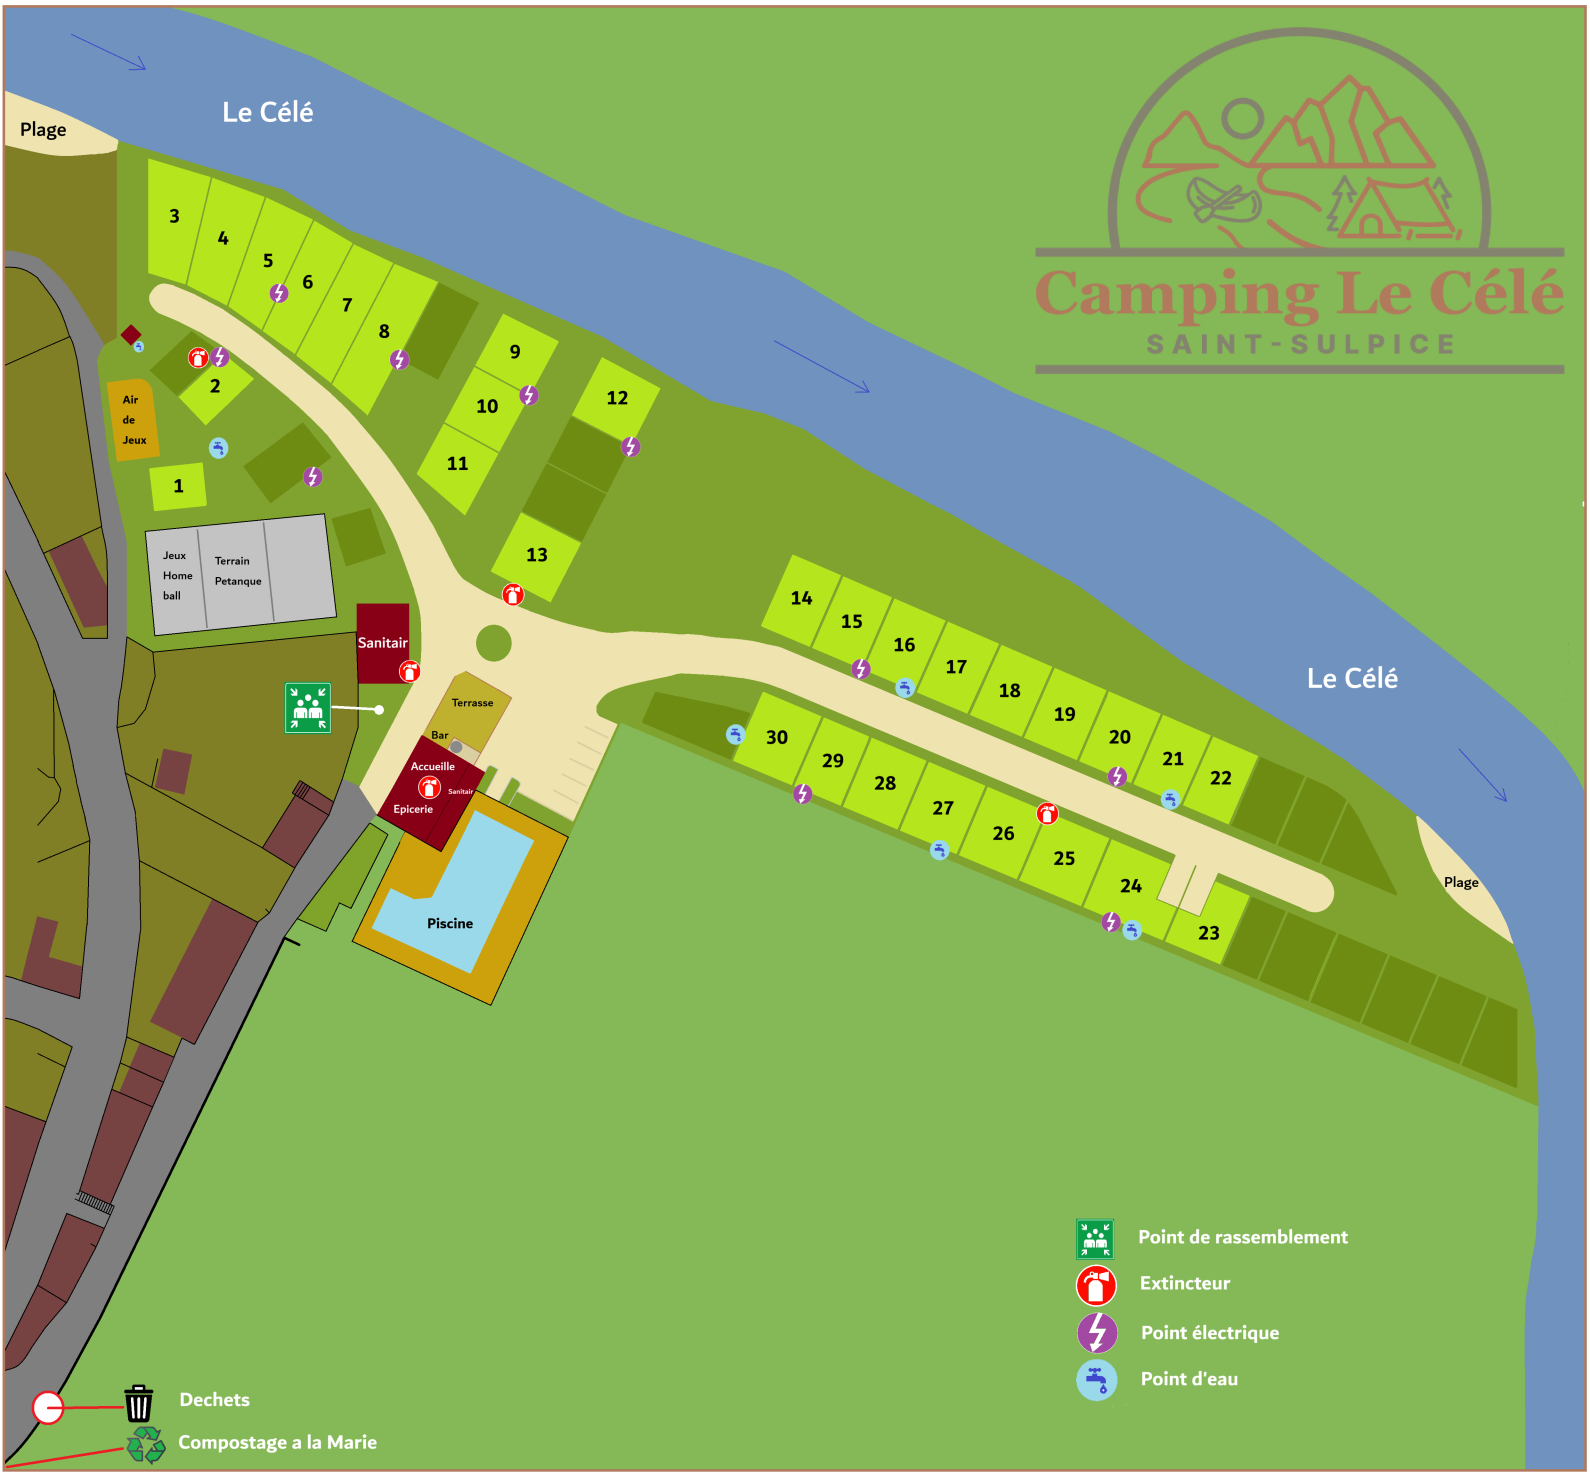 Le Célé
Plage
Camping Le Célé
SAINT-SULPICE
3
4
5
6
7
8
9
10
11
12
13
2
1
Air
de
Jeux
Jeux
Home
ball
Terrain
Petanque
Sanitair
Terrasse
Bar
Accueille
Sanitair
Epicerie
Piscine
14
15
16
17
18
19
20
21
22
30
29
28
27
26
25
24
23
Le Célé
Plage
Point de rassemblement
Extincteur
Point électrique
Point d'eau
Dechets
Compostage a la Marie